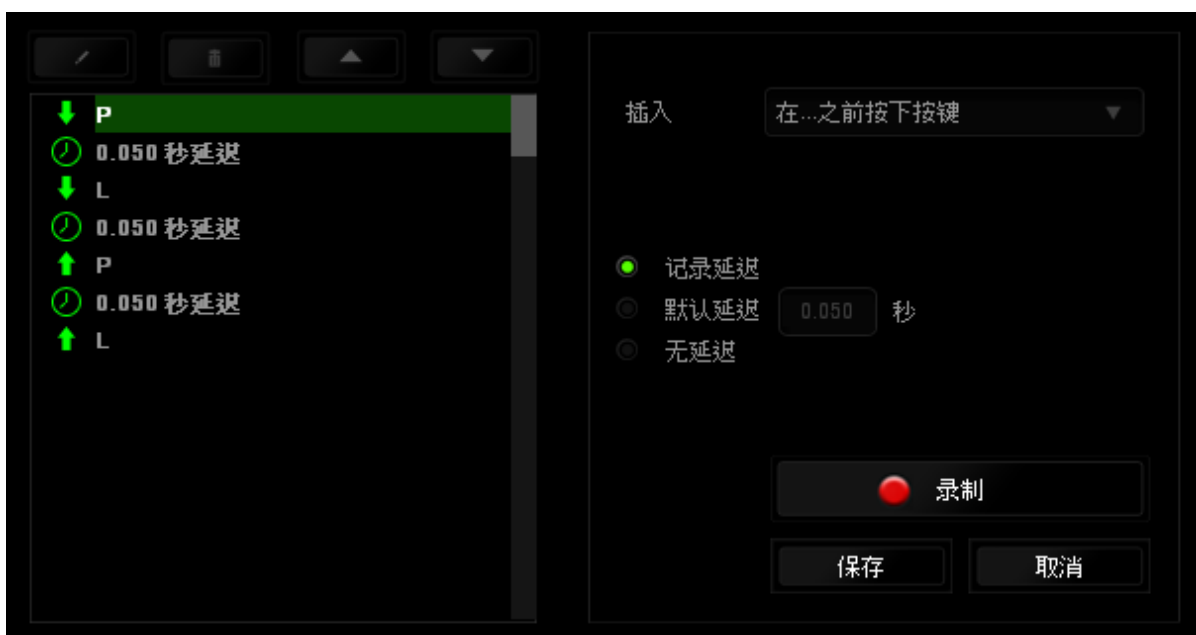 P
0.050 秒延迟
L
0.050 秒延迟
P
0.050 秒延迟
L
插入
在...之前按下按键
记录延迟
默认延迟 0.050 秒
无延迟
录制
保存 取消